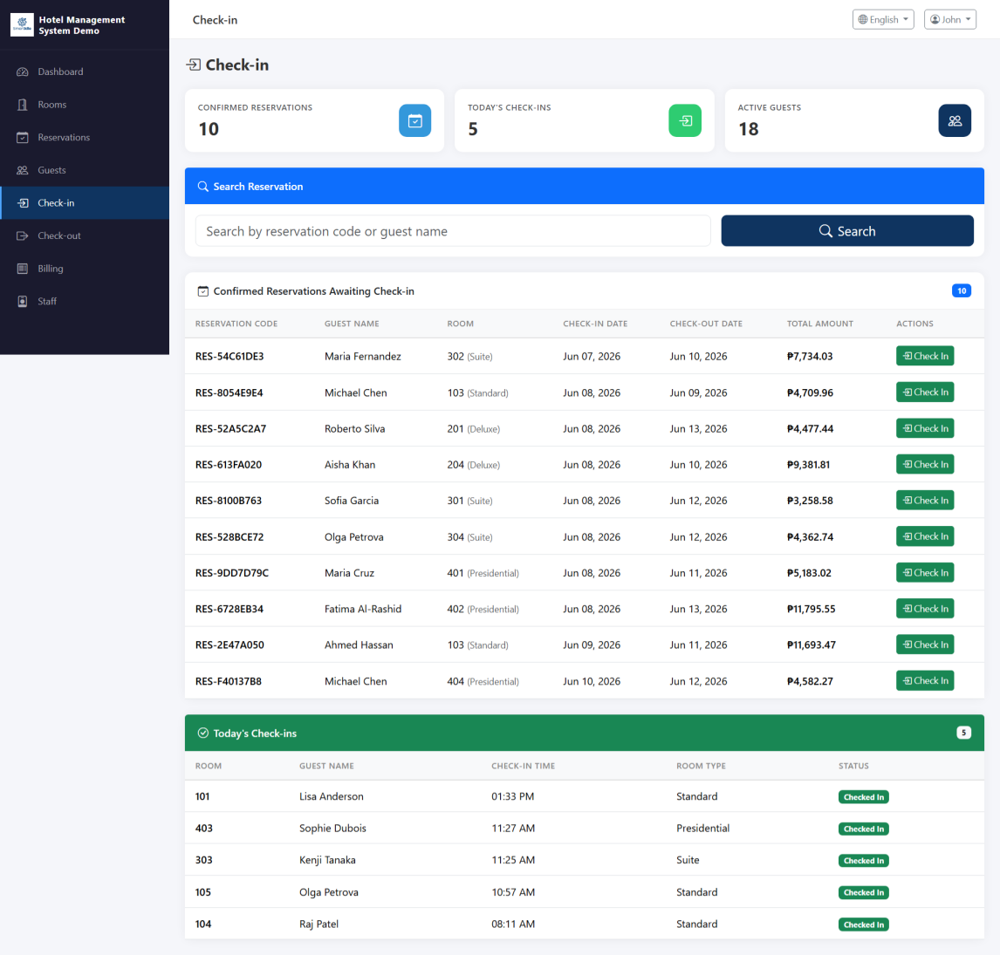 Hotel Management
System Demo
Dashboard
Rooms
Reservations
Guests
Check-in
Check-out
Billing
Staff
Check-in
English
John
Check-in
CONFIRMED RESERVATIONS
10
TODAY'S CHECK-INS
5
ACTIVE GUESTS
18
Search Reservation
Search by reservation code or guest name
Search
Confirmed Reservations Awaiting Check-in 10
RESERVATION CODE GUEST NAME ROOM CHECK-IN DATE CHECK-OUT DATE TOTAL AMOUNT ACTIONS
RES-54C61DE3 Maria Fernandez 302 (Suite) Jun 07, 2026 Jun 10, 2026 ₱7,734.03 Check In
RES-8054E9E4 Michael Chen 103 (Standard) Jun 08, 2026 Jun 09, 2026 ₱4,709.96 Check In
RES-52A5C2A7 Roberto Silva 201 (Deluxe) Jun 08, 2026 Jun 13, 2026 ₱4,477.44 Check In
RES-613FA020 Aisha Khan 204 (Deluxe) Jun 08, 2026 Jun 10, 2026 ₱9,381.81 Check In
RES-8100B763 Sofia Garcia 301 (Suite) Jun 08, 2026 Jun 12, 2026 ₱3,258.58 Check In
RES-528BCE72 Olga Petrova 304 (Suite) Jun 08, 2026 Jun 12, 2026 ₱4,362.74 Check In
RES-9DD7D79C Maria Cruz 401 (Presidential) Jun 08, 2026 Jun 11, 2026 ₱5,183.02 Check In
RES-6728EB34 Fatima Al-Rashid 402 (Presidential) Jun 08, 2026 Jun 13, 2026 ₱11,795.55 Check In
RES-2E47A050 Ahmed Hassan 103 (Standard) Jun 09, 2026 Jun 11, 2026 ₱11,693.47 Check In
RES-F40137B8 Michael Chen 404 (Presidential) Jun 10, 2026 Jun 12, 2026 ₱4,582.27 Check In
Today's Check-ins 5
ROOM GUEST NAME CHECK-IN TIME ROOM TYPE STATUS
101 Lisa Anderson 01:33 PM Standard Checked In
403 Sophie Dubois 11:27 AM Presidential Checked In
303 Kenji Tanaka 11:25 AM Suite Checked In
105 Olga Petrova 10:57 AM Standard Checked In
104 Raj Patel 08:11 AM Standard Checked In